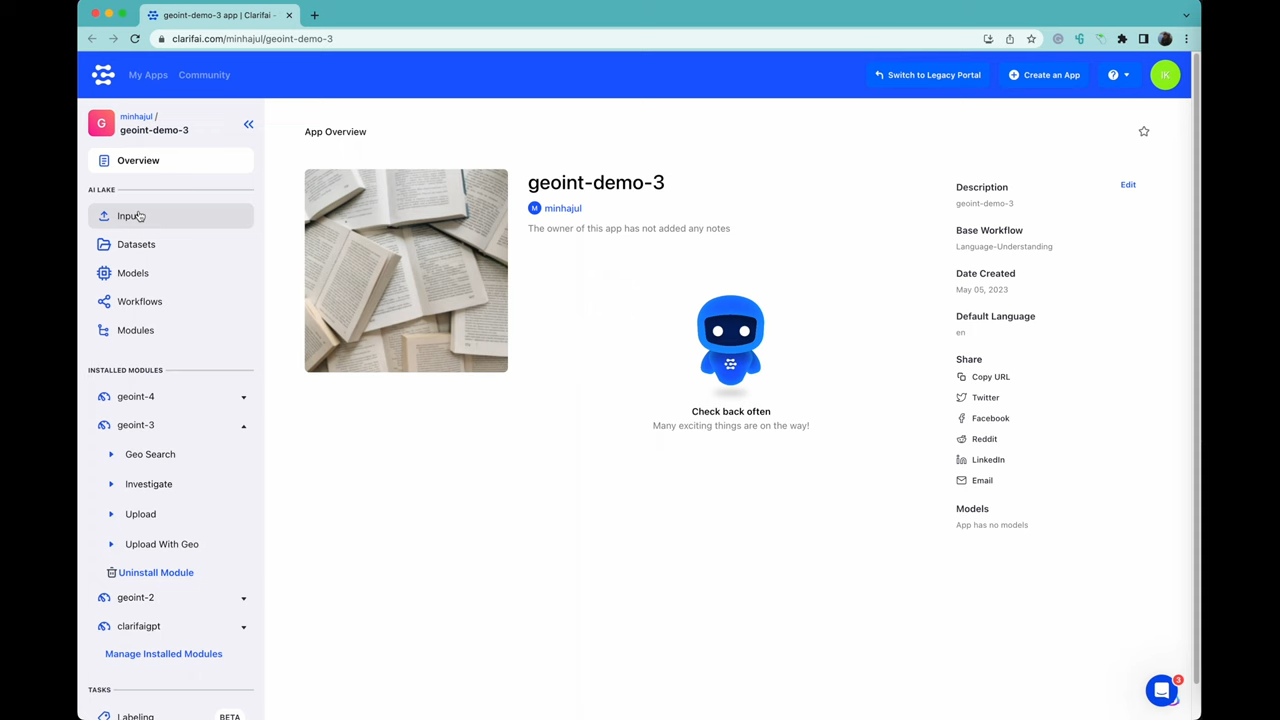 geoint-demo-3 app | Clarifai -
clarifai.com/minhajul/geoint-demo-3
My Apps
Community
Switch to Legacy Portal
Create an App
?
IK
G
minhajul /
geoint-demo-3
Overview
AI LAKE
Inputs
Datasets
Models
Workflows
Modules
INSTALLED MODULES
geoint-4
geoint-3
Geo Search
Investigate
Upload
Upload With Geo
Uninstall Module
geoint-2
clarifaigpt
Manage Installed Modules
TASKS
Labeling
BETA
App Overview
geoint-demo-3
M minhajul
The owner of this app has not added any notes
Check back often
Many exciting things are on the way!
Description
Edit
geoint-demo-3
Base Workflow
Language-Understanding
Date Created
May 05, 2023
Default Language
en
Share
Copy URL
Twitter
Facebook
Reddit
LinkedIn
Email
Models
App has no models
3